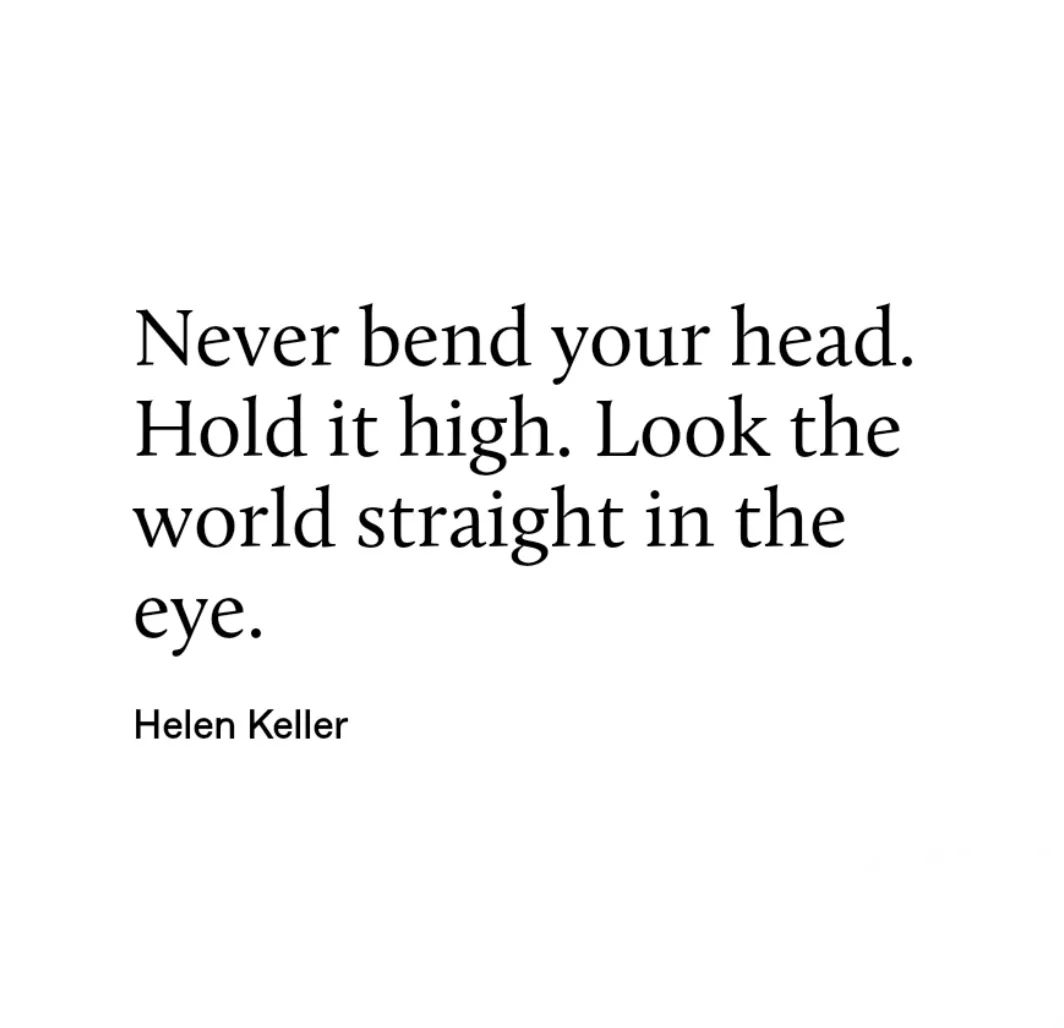 Never bend your head.
Hold it high. Look the
world straight in the
eye.
Helen Keller